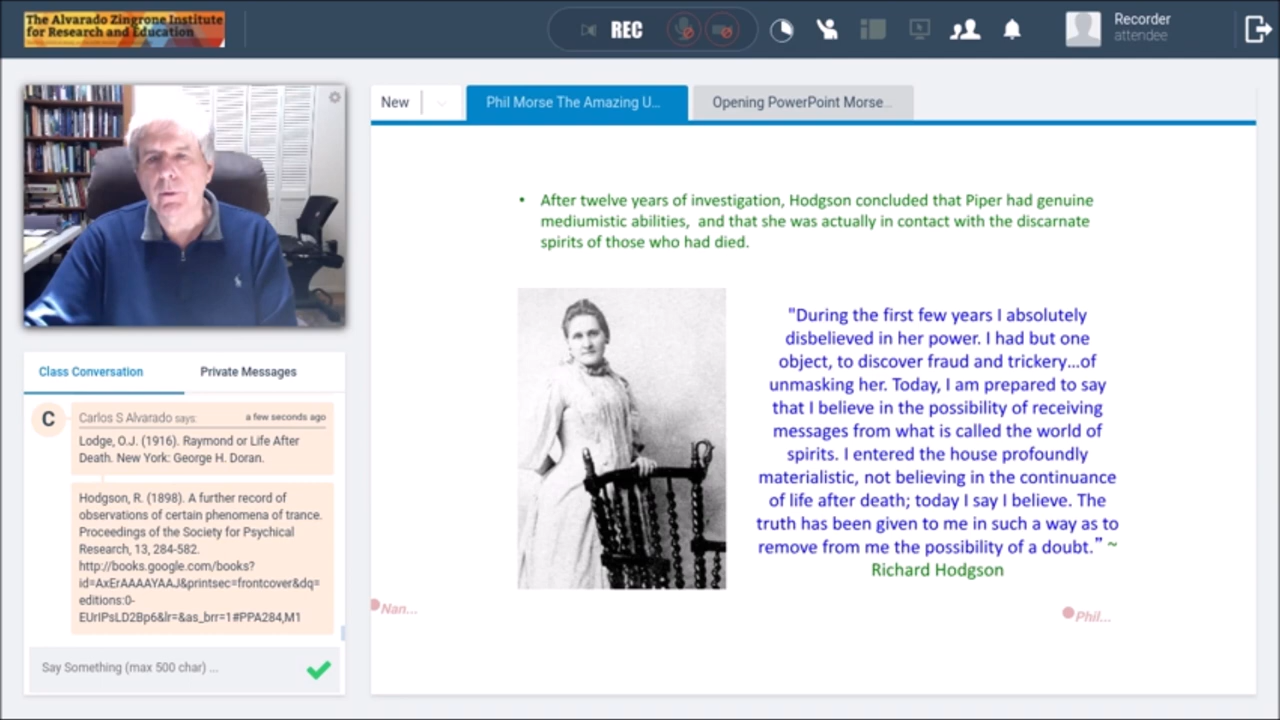 The Alvarado Zingrone Institute
for Research and Education
REC
Recorder
attendee
New
Phil Morse The Amazing U...
Opening PowerPoint Morse...
Class Conversation
Private Messages
C
Carlos S Alvarado says:
a few seconds ago
Lodge, O.J. (1916). Raymond or Life After
Death. New York: George H. Doran.
Hodgson, R. (1898). A further record of
observations of certain phenomena of trance.
Proceedings of the Society for Psychical
Research, 13, 284-582.
http://books.google.com/books?
id=AxErAAAAYAAJ&printsec=frontcover&dq=
editions:0-
EUrIPsLD2Bp6&lr=&as_brr=1#PPA284,M1
Say Something (max 500 char) ...
• After twelve years of investigation, Hodgson concluded that Piper had genuine
mediumistic abilities, and that she was actually in contact with the discarnate
spirits of those who had died.
"During the first few years I absolutely
disbelieved in her power. I had but one
object, to discover fraud and trickery...of
unmasking her. Today, I am prepared to say
that I believe in the possibility of receiving
messages from what is called the world of
spirits. I entered the house profoundly
materialistic, not believing in the continuance
of life after death; today I say I believe. The
truth has been given to me in such a way as to
remove from me the possibility of a doubt.” ~
Richard Hodgson
Nan...
Phil...